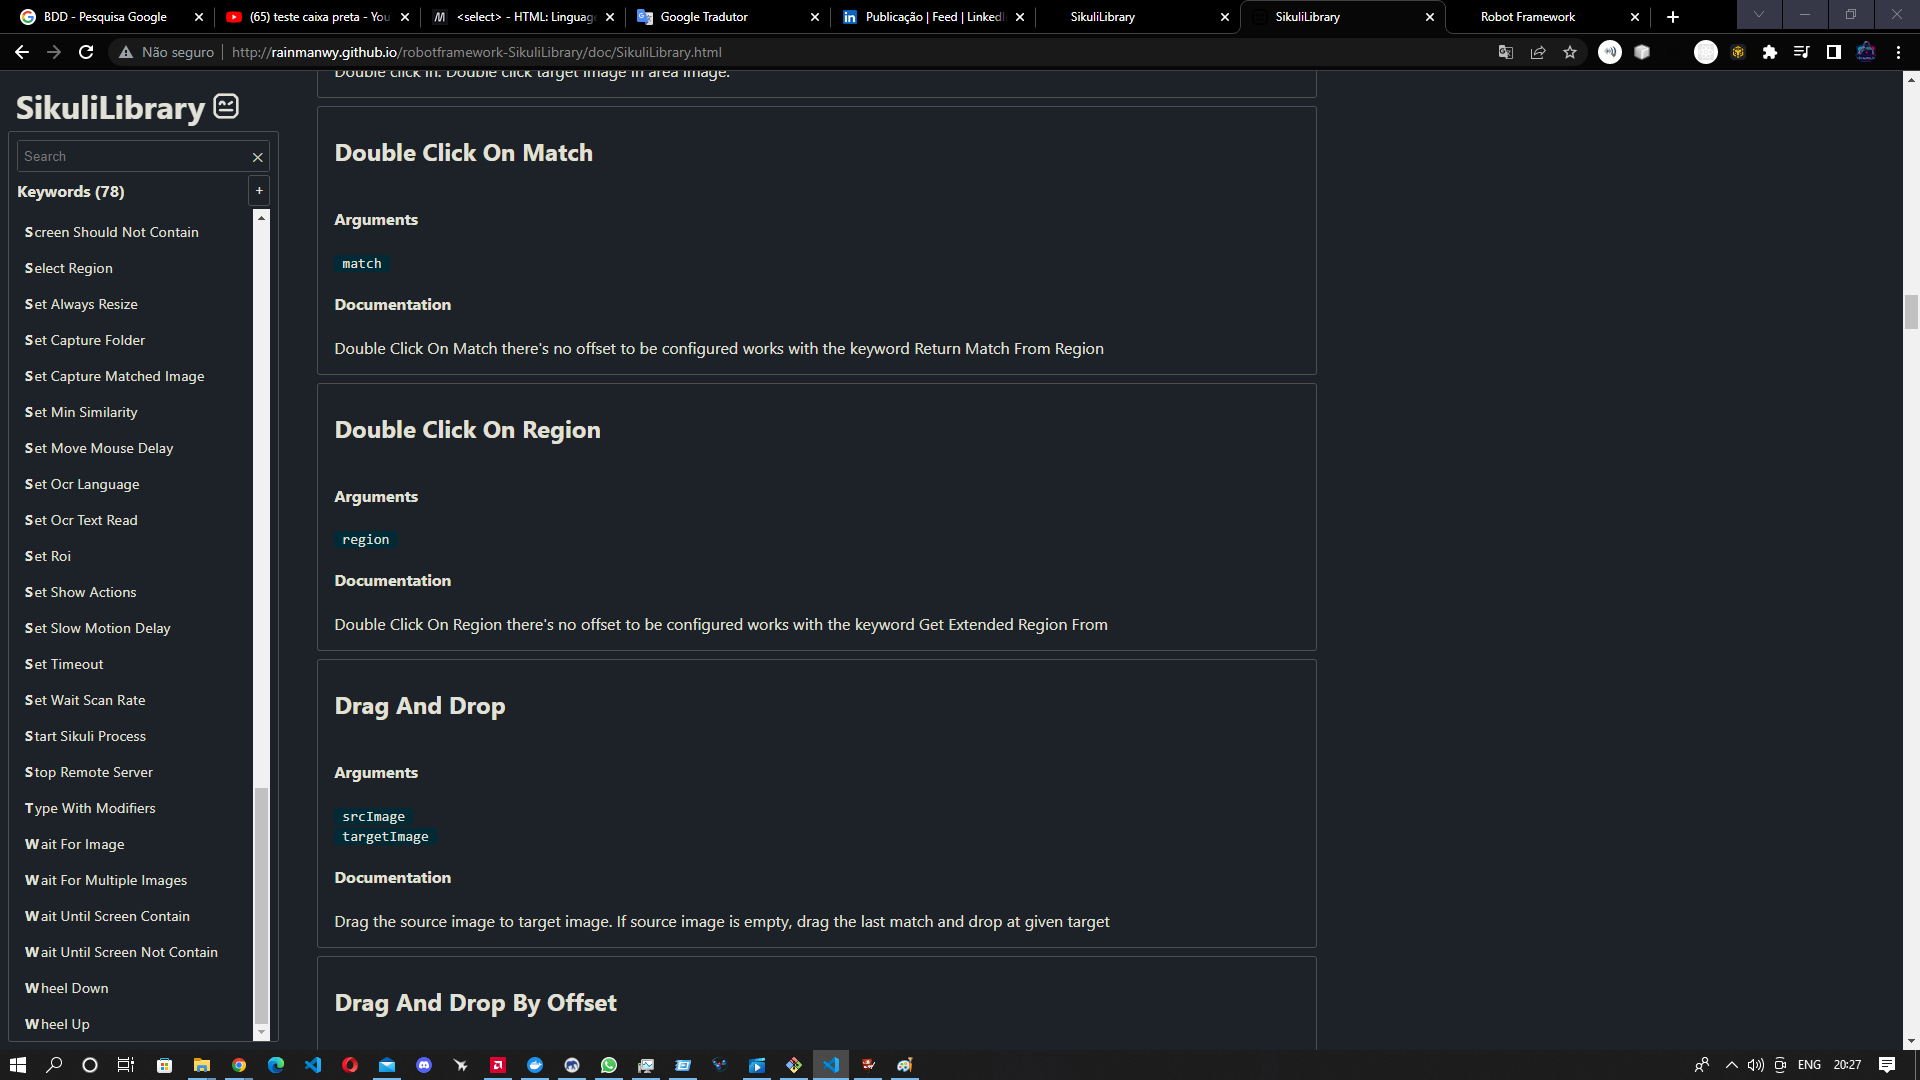 BDD - Pesquisa Google
(65) teste caixa preta - You
<select> - HTML: Linguage
Google Tradutor
Publicação | Feed | LinkedI
SikuliLibrary
SikuliLibrary
Robot Framework
Não seguro
http://rainmanwy.github.io/robotframework-SikuliLibrary/doc/SikuliLibrary.html
SikuliLibrary
Search
Keywords (78)
+
Screen Should Not Contain
Select Region
Set Always Resize
Set Capture Folder
Set Capture Matched Image
Set Min Similarity
Set Move Mouse Delay
Set Ocr Language
Set Ocr Text Read
Set Roi
Set Show Actions
Set Slow Motion Delay
Set Timeout
Set Wait Scan Rate
Start Sikuli Process
Stop Remote Server
Type With Modifiers
Wait For Image
Wait For Multiple Images
Wait Until Screen Contain
Wait Until Screen Not Contain
Wheel Down
Wheel Up
Double click in. Double click target image in area image.
Double Click On Match
Arguments
match
Documentation
Double Click On Match there's no offset to be configured works with the keyword Return Match From Region
Double Click On Region
Arguments
region
Documentation
Double Click On Region there's no offset to be configured works with the keyword Get Extended Region From
Drag And Drop
Arguments
srcImage
targetImage
Documentation
Drag the source image to target image. If source image is empty, drag the last match and drop at given target
Drag And Drop By Offset
ENG
20:27